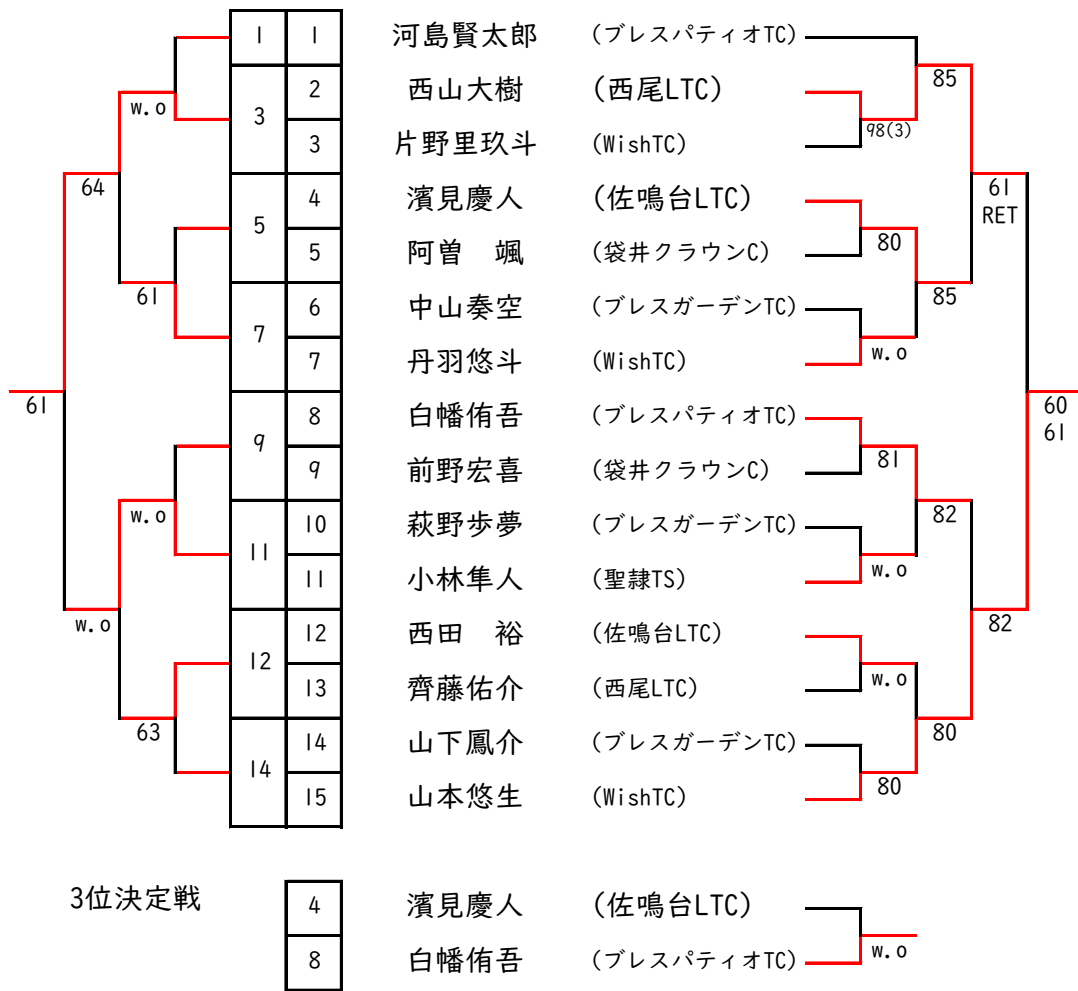 1 1 河島賢太郎 (ブレスパティオTC)
85
w.o 3 2 西山大樹 (西尾LTC)
98(3)
3 片野里玖斗 (WishTC)
64 61
RET
5 4 濱見慶人 (佐鳴台LTC)
80
5 阿曽 颯 (袋井クラウンC)
61 85
7 6 中山奏空 (ブレスガーデンTC)
w.o
7 丹羽悠斗 (WishTC)
61 60
61
9 8 白幡侑吾 (ブレスパティオTC)
81
9 前野宏喜 (袋井クラウンC)
w.o 82
11 10 萩野歩夢 (ブレスガーデンTC)
w.o
11 小林隼人 (聖隷TS)
w.o 82
12 12 西田 裕 (佐鳴台LTC)
w.o
13 齊藤佑介 (西尾LTC)
63 80
14 14 山下鳳介 (ブレスガーデンTC)
80
15 山本悠生 (WishTC)
3位決定戦 4 濱見慶人 (佐鳴台LTC)
w.o
8 白幡侑吾 (ブレスパティオTC)